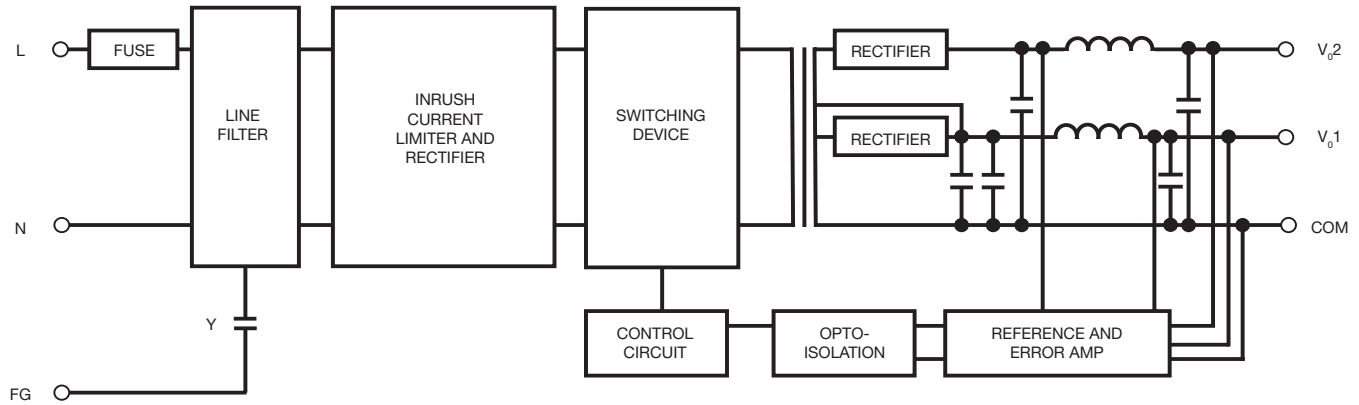 L
FUSE
LINE
FILTER
INRUSH
CURRENT
LIMITER AND
RECTIFIER
SWITCHING
DEVICE
RECTIFIER
V₀2
RECTIFIER
V₀1
N
COM
Y
CONTROL
CIRCUIT
OPTO-
ISOLATION
REFERENCE AND
ERROR AMP
FG